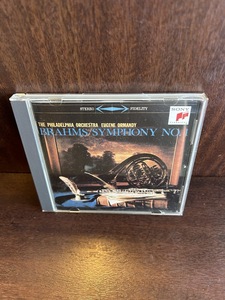 STEREO FIDELITY
SONY
THE PHILADELPHIA ORCHESTRA EUGENE ORMANDY
BRAHMS/SYMPHONY NO.1